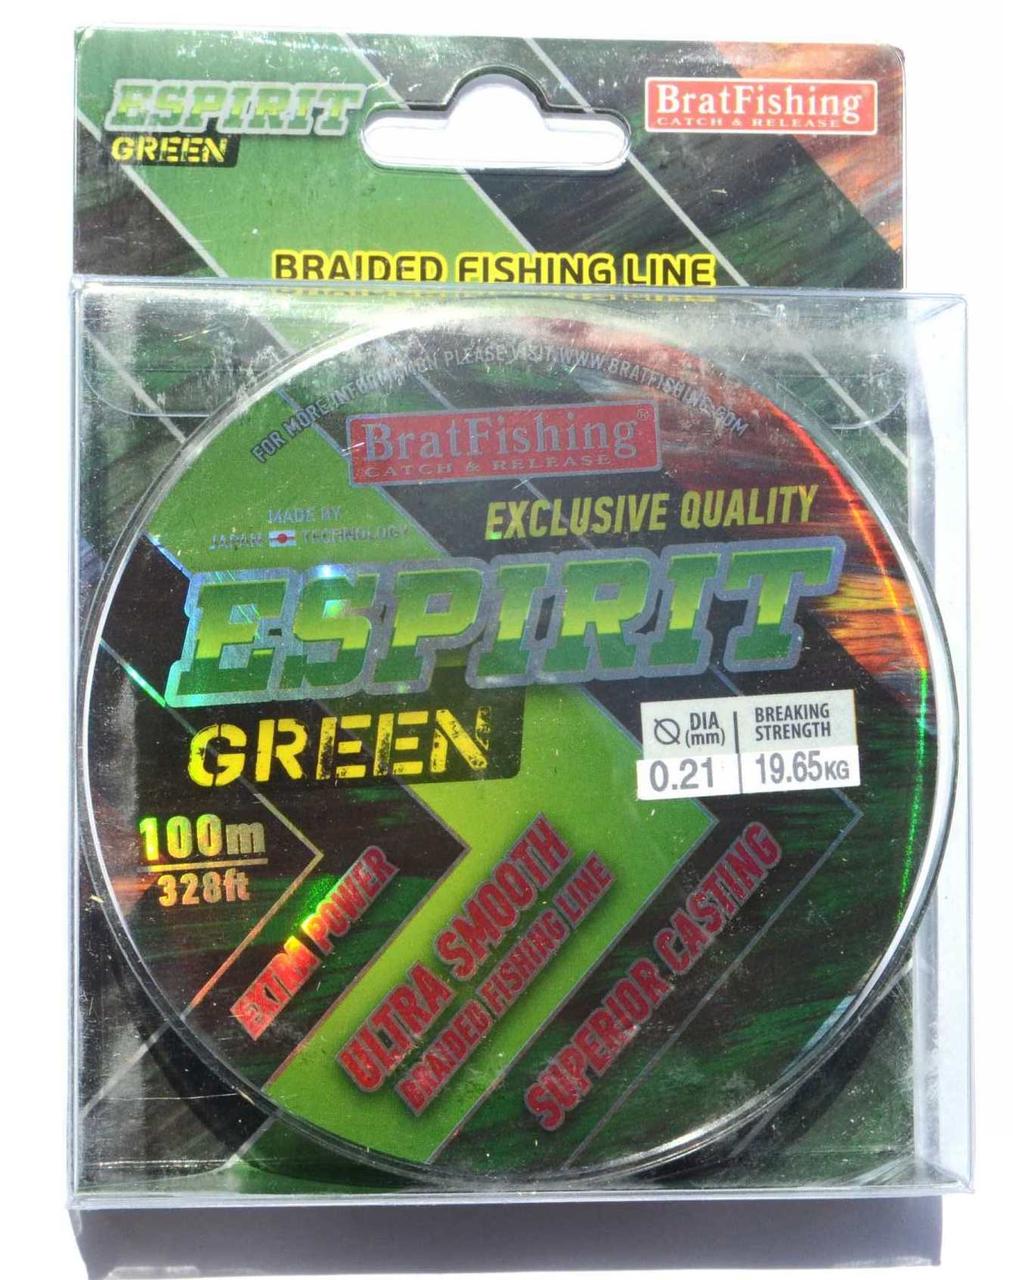 ESPIRIT
GREEN
BratFishing
CATCH & RELEASE
BRAIDED FISHING LINE
FOR MORE INFORMATION PLEASE VISIT WWW.BRATFISHING.COM
BratFishing®
CATCH & RELEASE
MADE BY
JAPAN TECHNOLOGY
EXCLUSIVE QUALITY
ESPIRIT
GREEN
DIA (mm)
BREAKING STRENGTH
0.21
19.65KG
100m
328ft
EXTRA POWER
ULTRA SMOOTH
BRAIDED FISHING LINE
SUPERIOR CASTING